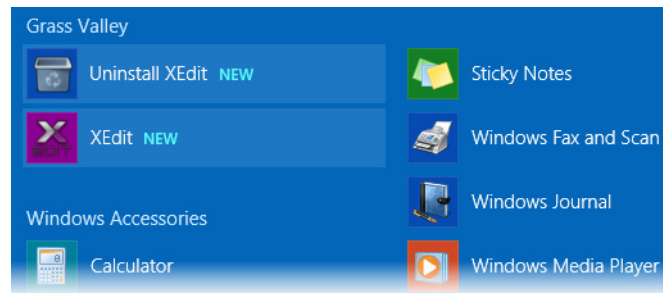 Grass Valley
Uninstall XEdit NEW
X
EDIT
XEdit NEW
Windows Accessories
Calculator
Sticky Notes
Windows Fax and Scan
Windows Journal
Windows Media Player